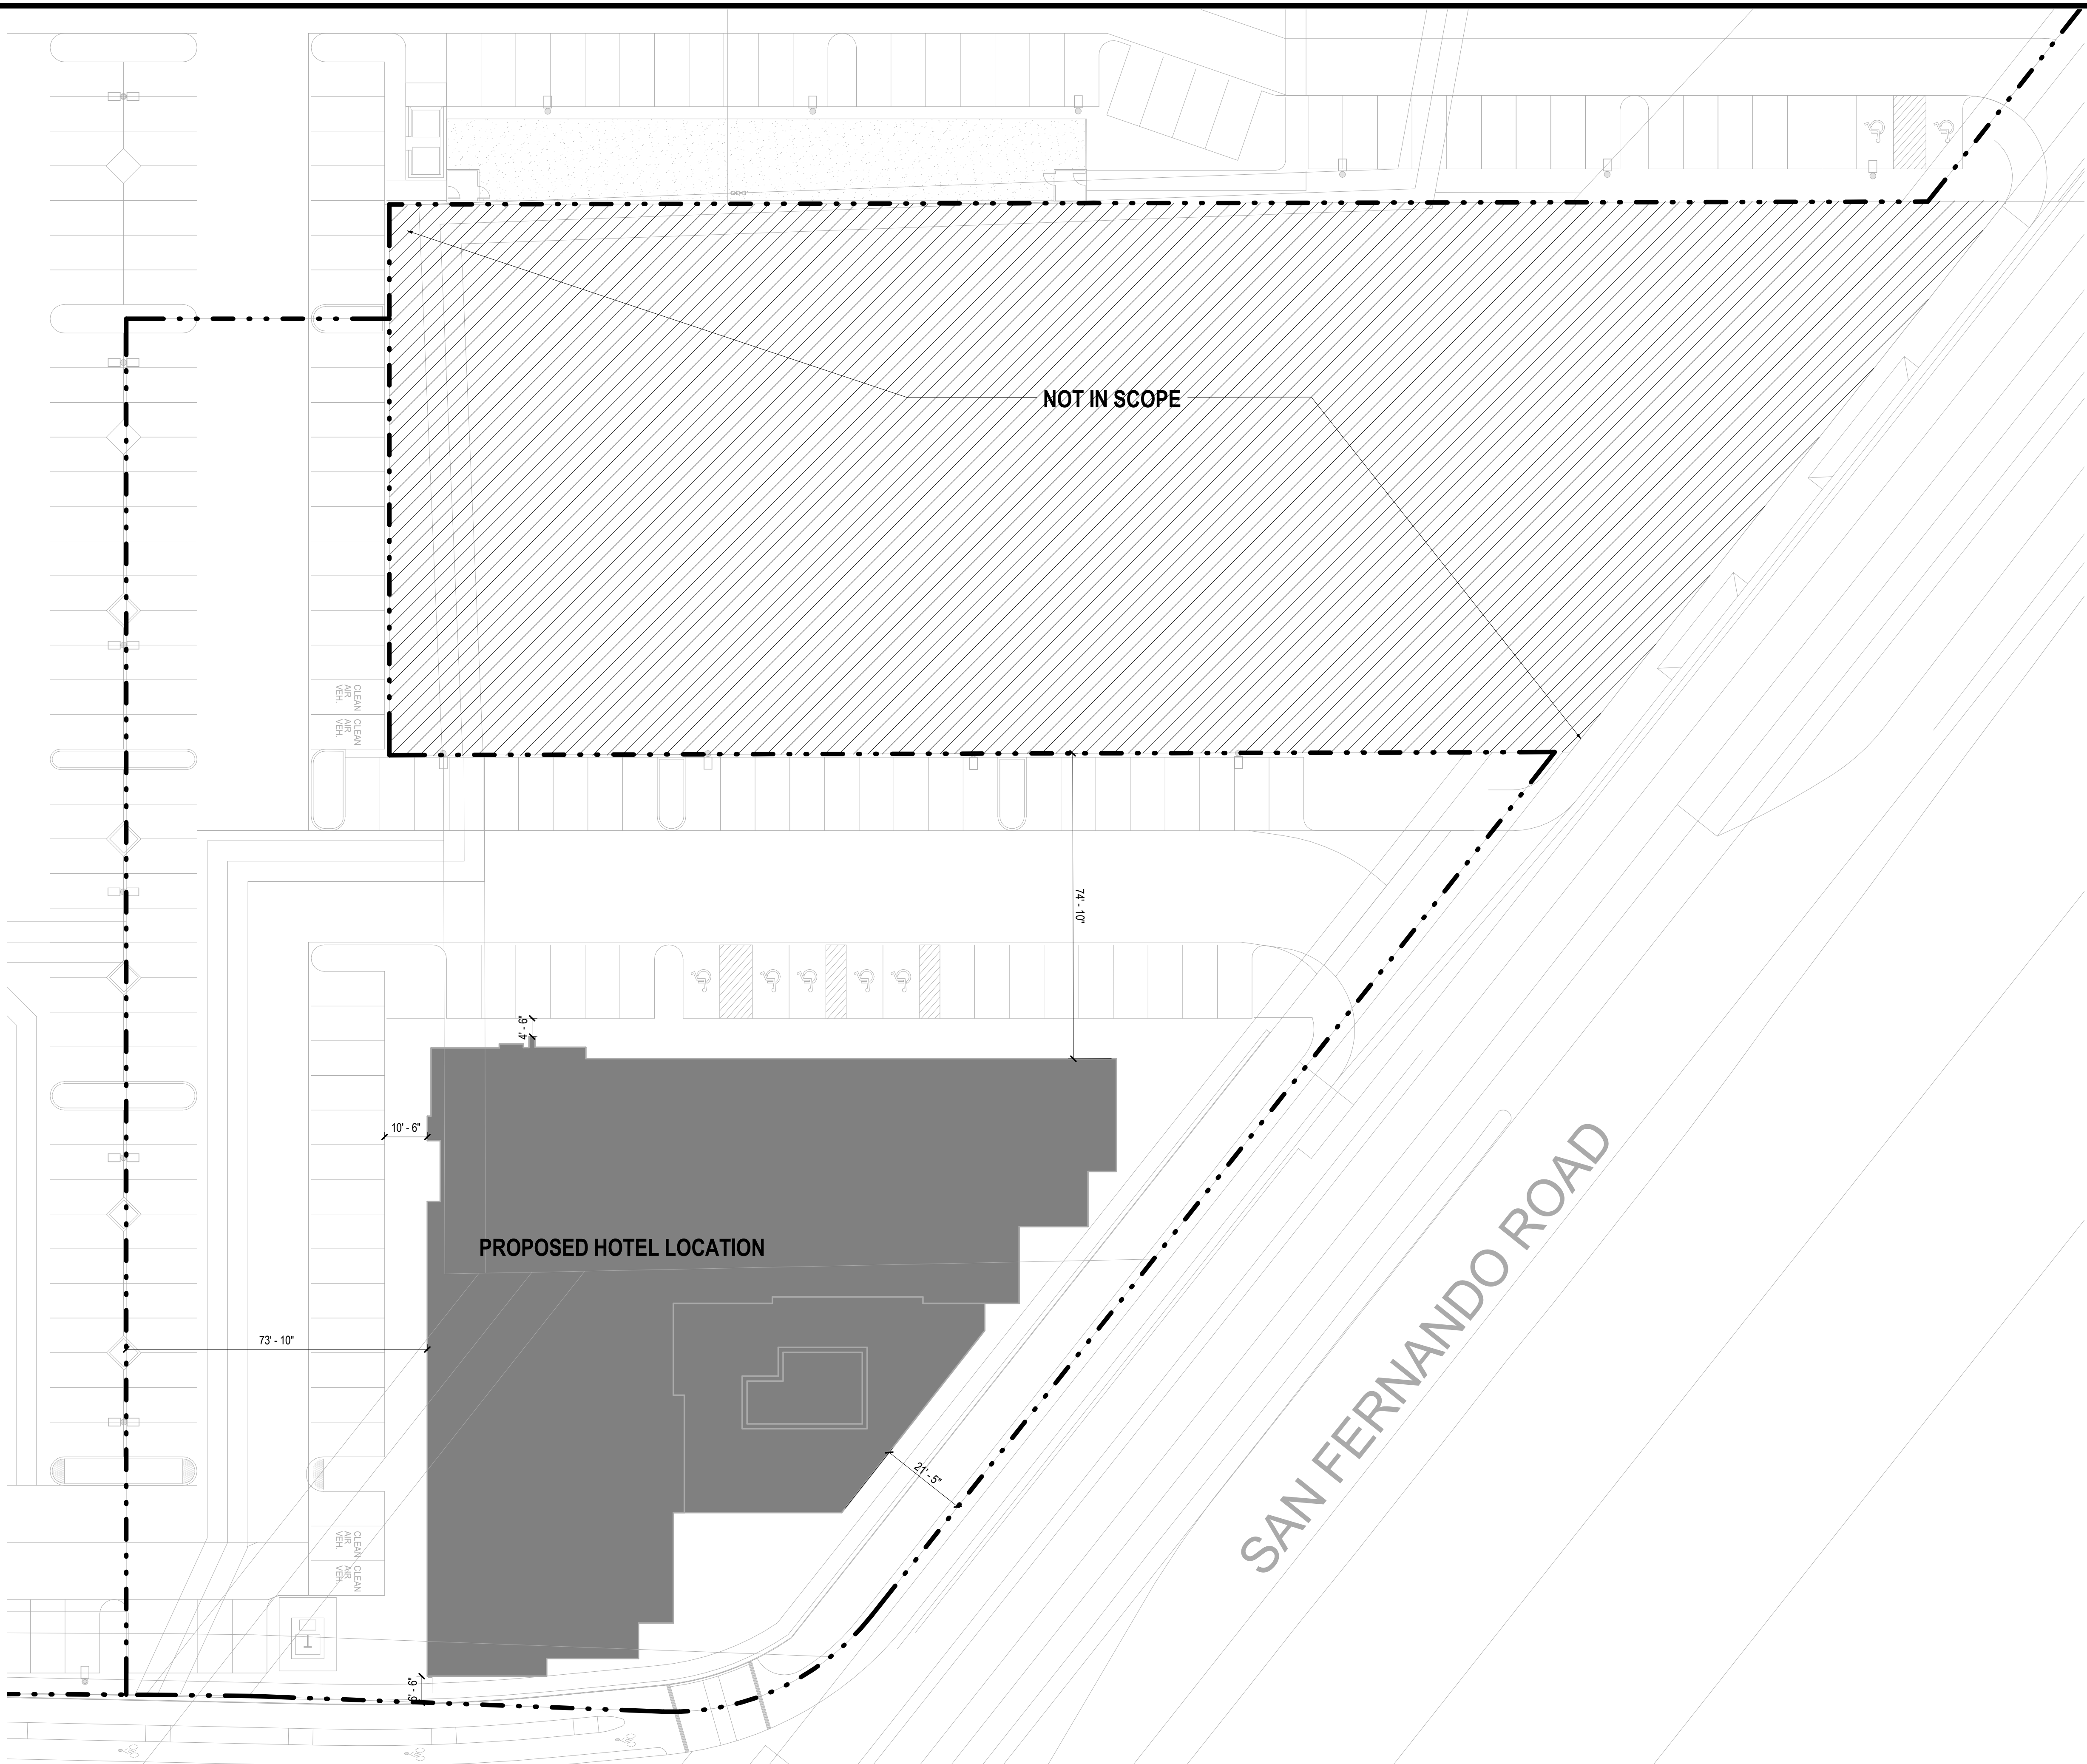 NOT IN SCOPE
CLEAN
AIR
VEH.
CLEAN
AIR
VEH.
74' - 10"
4' - 6"
10' - 6"
PROPOSED HOTEL LOCATION
73' - 10"
21' - 5"
SAN FERNANDO ROAD
CLEAN
AIR
VEH.
CLEAN
AIR
VEH.
T
6' - 6"